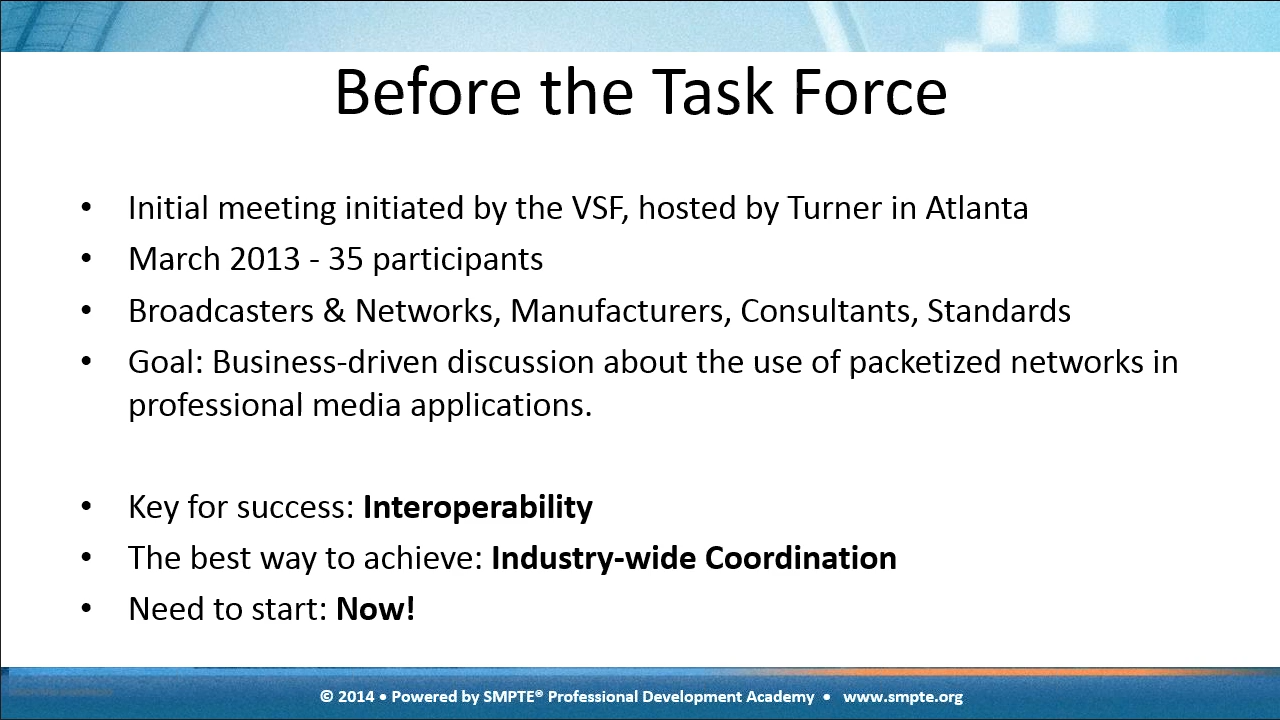 Before the Task Force
• Initial meeting initiated by the VSF, hosted by Turner in Atlanta
• March 2013 - 35 participants
• Broadcasters & Networks, Manufacturers, Consultants, Standards
• Goal: Business-driven discussion about the use of packetized networks in
professional media applications.
• Key for success: Interoperability
• The best way to achieve: Industry-wide Coordination
• Need to start: Now!
© 2014 • Powered by SMPTE® Professional Development Academy • www.smpte.org